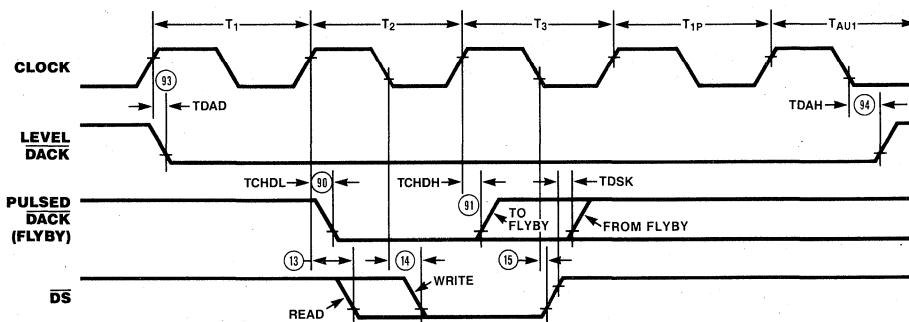 T1 T2 T3 T1P TAU1
CLOCK
93 TDAD TDAH 94
LEVEL
DACK
TCHDL 90 TCHDH 91 TDSK
PULSED
DACK
(FLYBY)
TO
FLYBY
FROM FLYBY
13 14 15
WRITE
DS
READ